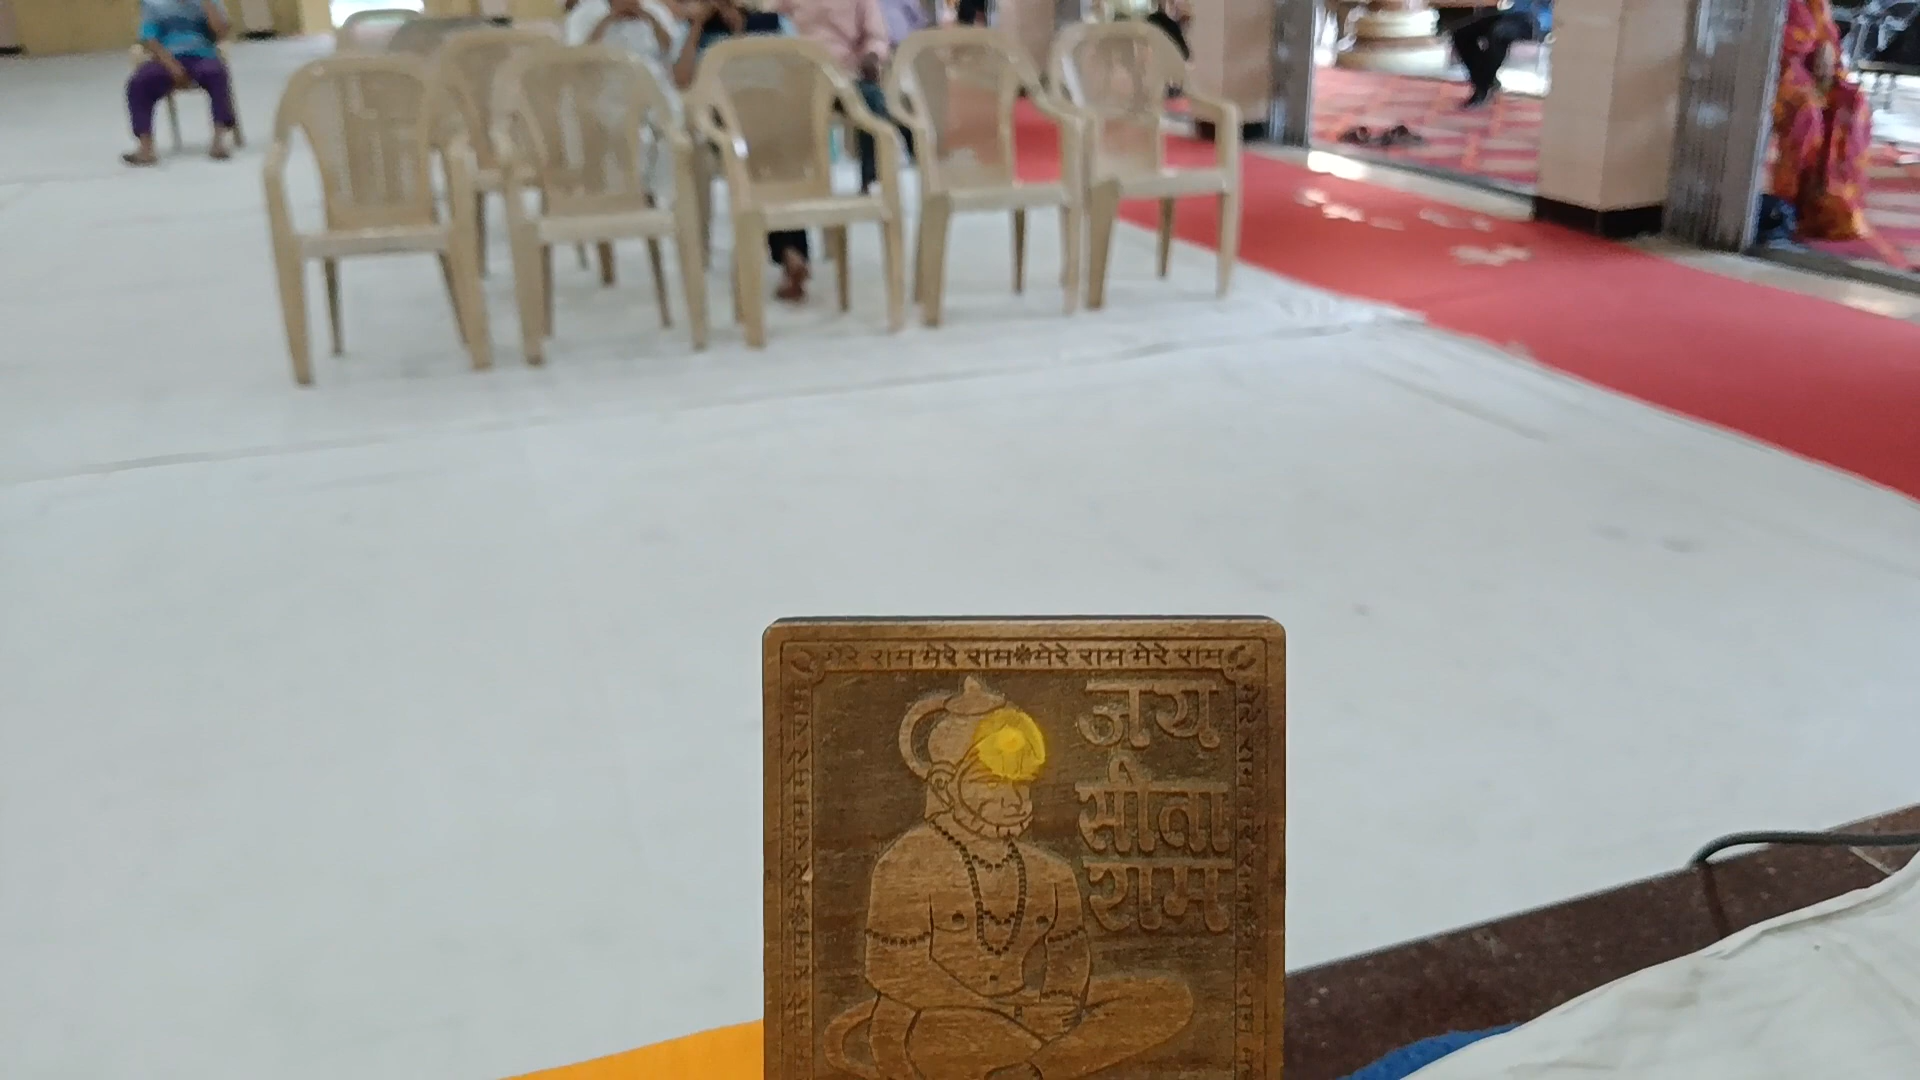 मेरे राम मेरे राम मेरे राम मेरे राम
जय
सीता
राम
मेरे राम मेरे राम
मेरे राम मेरे राम